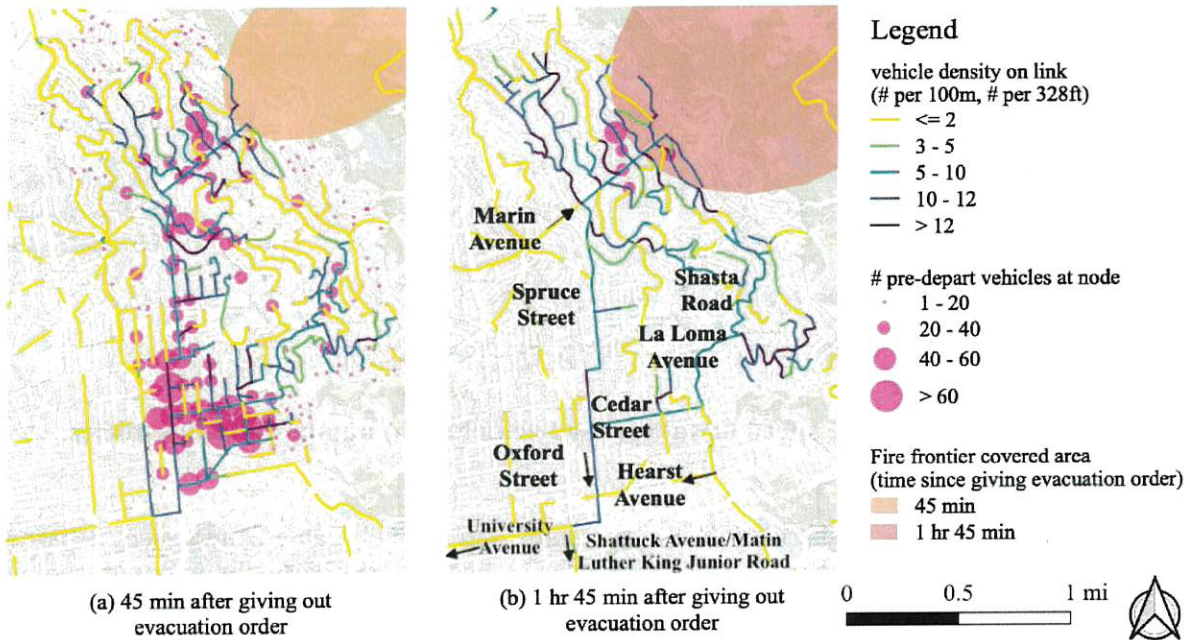 Marin
Avenue
Spruce
Street
Shasta
Road
La Loma
Avenue
Cedar
Street
Oxford
Street
Hearst
Avenue
University
Avenue
Shattuck Avenue/Matin
Luther King Junior Road
(a) 45 min after giving out
evacuation order
(b) 1 hr 45 min after giving out
evacuation order
Legend
vehicle density on link
(# per 100m, # per 328ft)
<= 2
3 - 5
5 - 10
10 - 12
> 12
# pre-depart vehicles at node
1 - 20
20 - 40
40 - 60
> 60
Fire frontier covered area
(time since giving evacuation order)
45 min
1 hr 45 min
0 0.5 1 mi